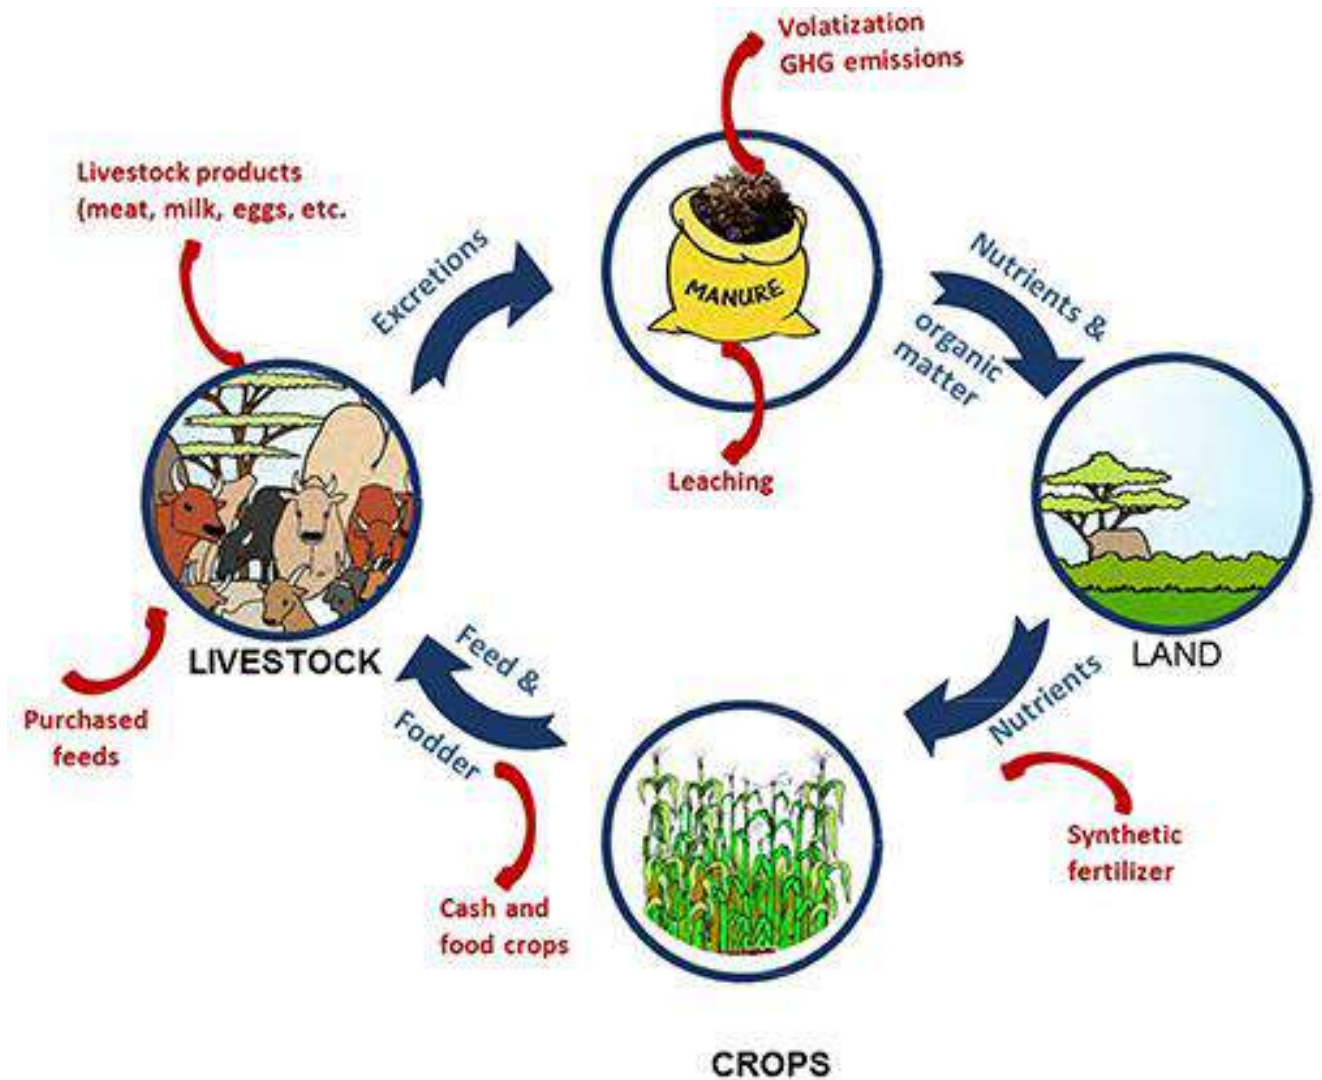 Volatization
GHG emissions
Livestock products
(meat, milk, eggs, etc.
Excretions
MANURE
Nutrients &
organic
matter
Leaching
LIVESTOCK
LAND
Feed &
Fodder
Nutrients
Purchased
feeds
Synthetic
fertilizer
Cash and
food crops
CROPS